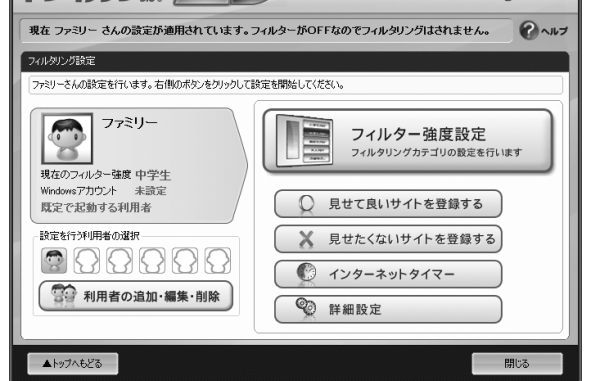 現在 ファミリー さんの設定が適用されています。フィルターがOFFなのでフィルタリングはされません。
ヘルプ
フィルタリング設定
ファミリーさんの設定を行います。右側のボタンをクリックして設定を開始してください。
ファミリー
現在のフィルター強度 中学生
Windowsアカウント 未設定
既定で起動する利用者
設定を行う利用者の選択
利用者の追加・編集・削除
フィルター強度設定
フィルタリングカテゴリの設定を行います
見せて良いサイトを登録する
見せたくないサイトを登録する
インターネットタイマー
詳細設定
▲トップへもどる
閉じる